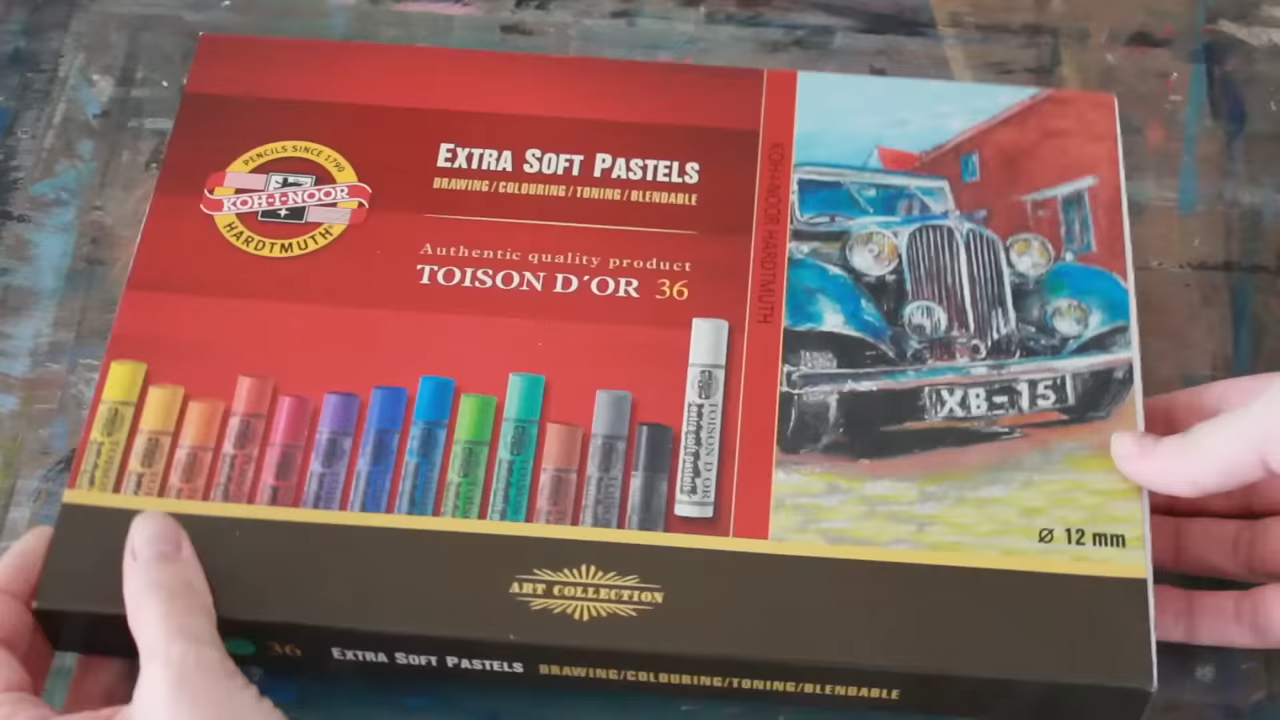 PENCILS SINCE 1790
KOH-I-NOOR
HARDTMUTH
EXTRA SOFT PASTELS
DRAWING/COLOURING/TONING/BLENDABLE
Authentic quality product
TOISON D'OR 36
TOISON D'OR
extra soft pastels
KOH-I-NOOR HARDTMUTH
XB-15
Ø 12 mm
ART COLLECTION
36 EXTRA SOFT PASTELS DRAWING/COLOURING/TONING/BLENDABLE